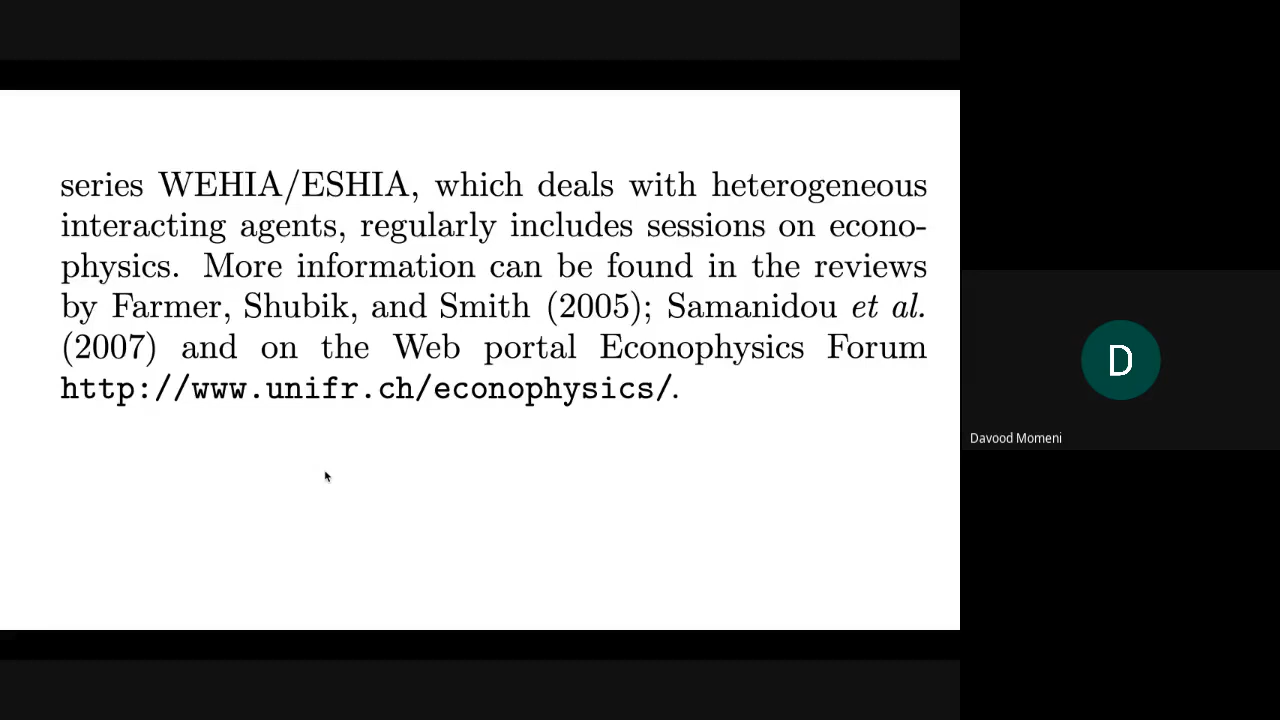 series WEHIA/ESHIA, which deals with heterogeneous
interacting agents, regularly includes sessions on econo-
physics. More information can be found in the reviews
by Farmer, Shubik, and Smith (2005); Samanidou et al.
(2007) and on the Web portal Econophysics Forum
http://www.unifr.ch/econophysics/.
D
Davood Momeni